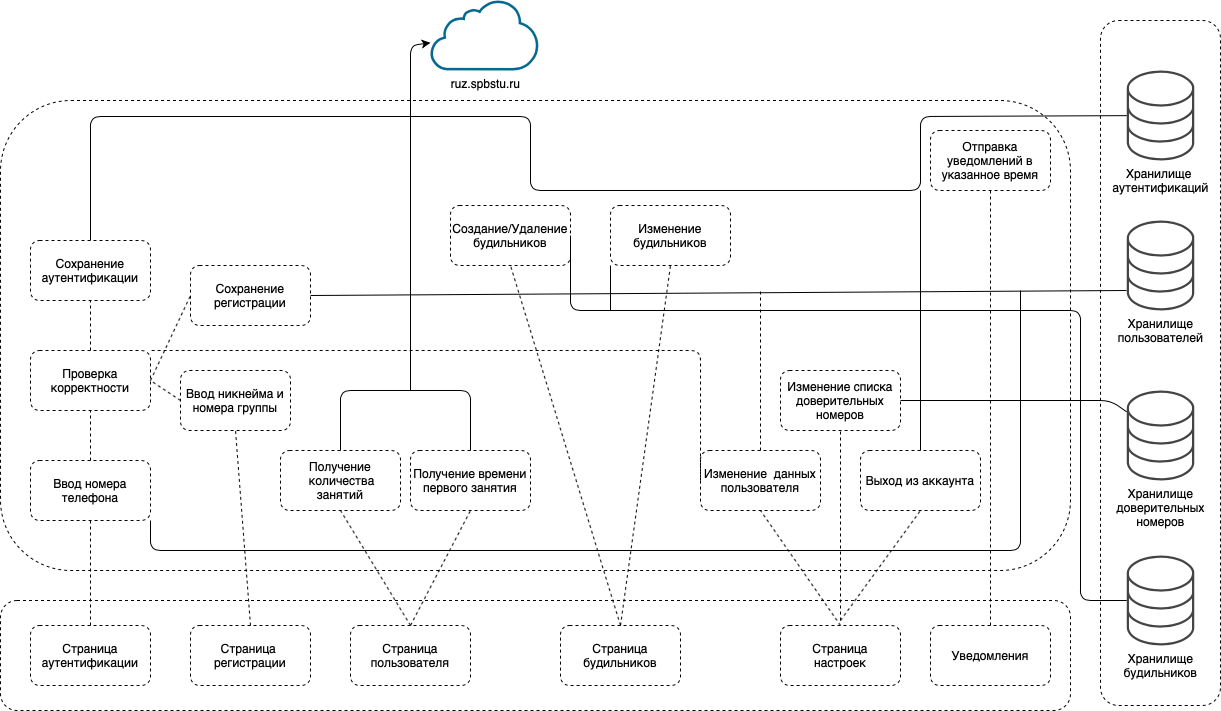 ruz.spbstu.ru
Отправка
уведомлений в
указанное время
Хранилище
аутентификаций
Создание/Удаление
будильников
Изменение
будильников
Сохранение
аутентификации
Сохранение
регистрации
Хранилище
пользователей
Проверка
корректности
Ввод никнейма и
номера группы
Изменение списка
доверительных
номеров
Ввод номера
телефона
Получение
количества
занятий
Получение времени
первого занятия
Изменение данных
пользователя
Выход из аккаунта
Хранилище
доверительных
номеров
Страница
аутентификации
Страница
регистрации
Страница
пользователя
Страница
будильников
Страница
настроек
Уведомления
Хранилище
будильников